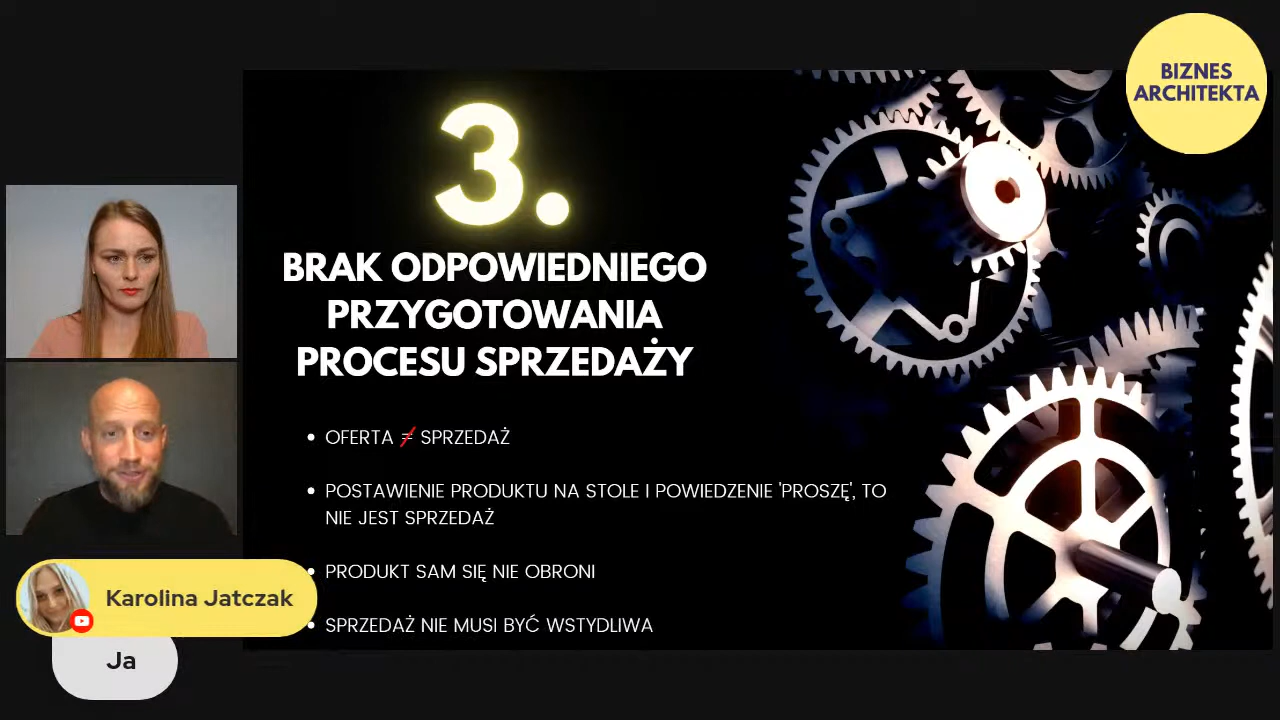 BIZNES
ARCHITEKTA
3.
BRAK ODPOWIEDNIEGO
PRZYGOTOWANIA
PROCESU SPRZEDAŻY
• OFERTA ≠ SPRZEDAŻ
• POSTAWIENIE PRODUKTU NA STOLE I POWIEDZENIE 'PROSZĘ', TO
NIE JEST SPRZEDAŻ
• PRODUKT SAM SIĘ NIE OBRONI
• SPRZEDAŻ NIE MUSI BYĆ WSTYDLIWA
Karolina Jatczak
Ja